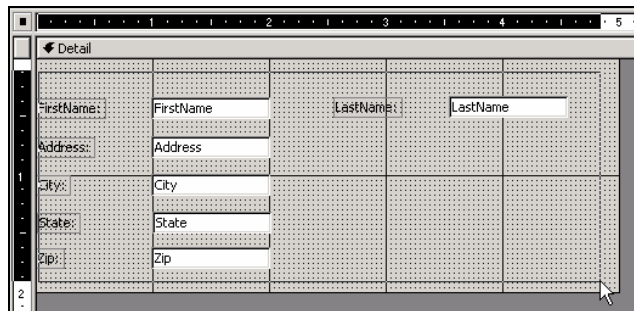 1 2 3 4 5
Detail
FirstName: FirstName LastName: LastName
Address: Address
1
City: City
State: State
Zip: Zip
2